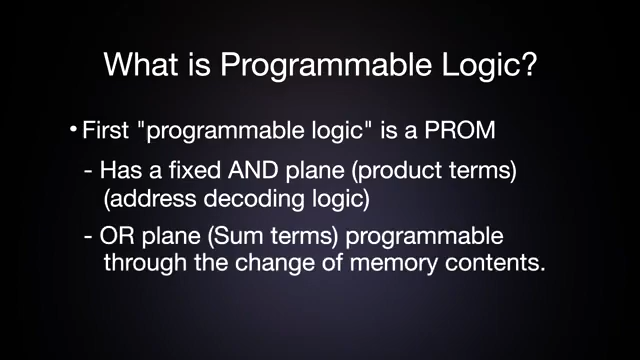 What is Programmable Logic?
• First "programmable logic" is a PROM
- Has a fixed AND plane (product terms)
(address decoding logic)
- OR plane (Sum terms) programmable
through the change of memory contents.